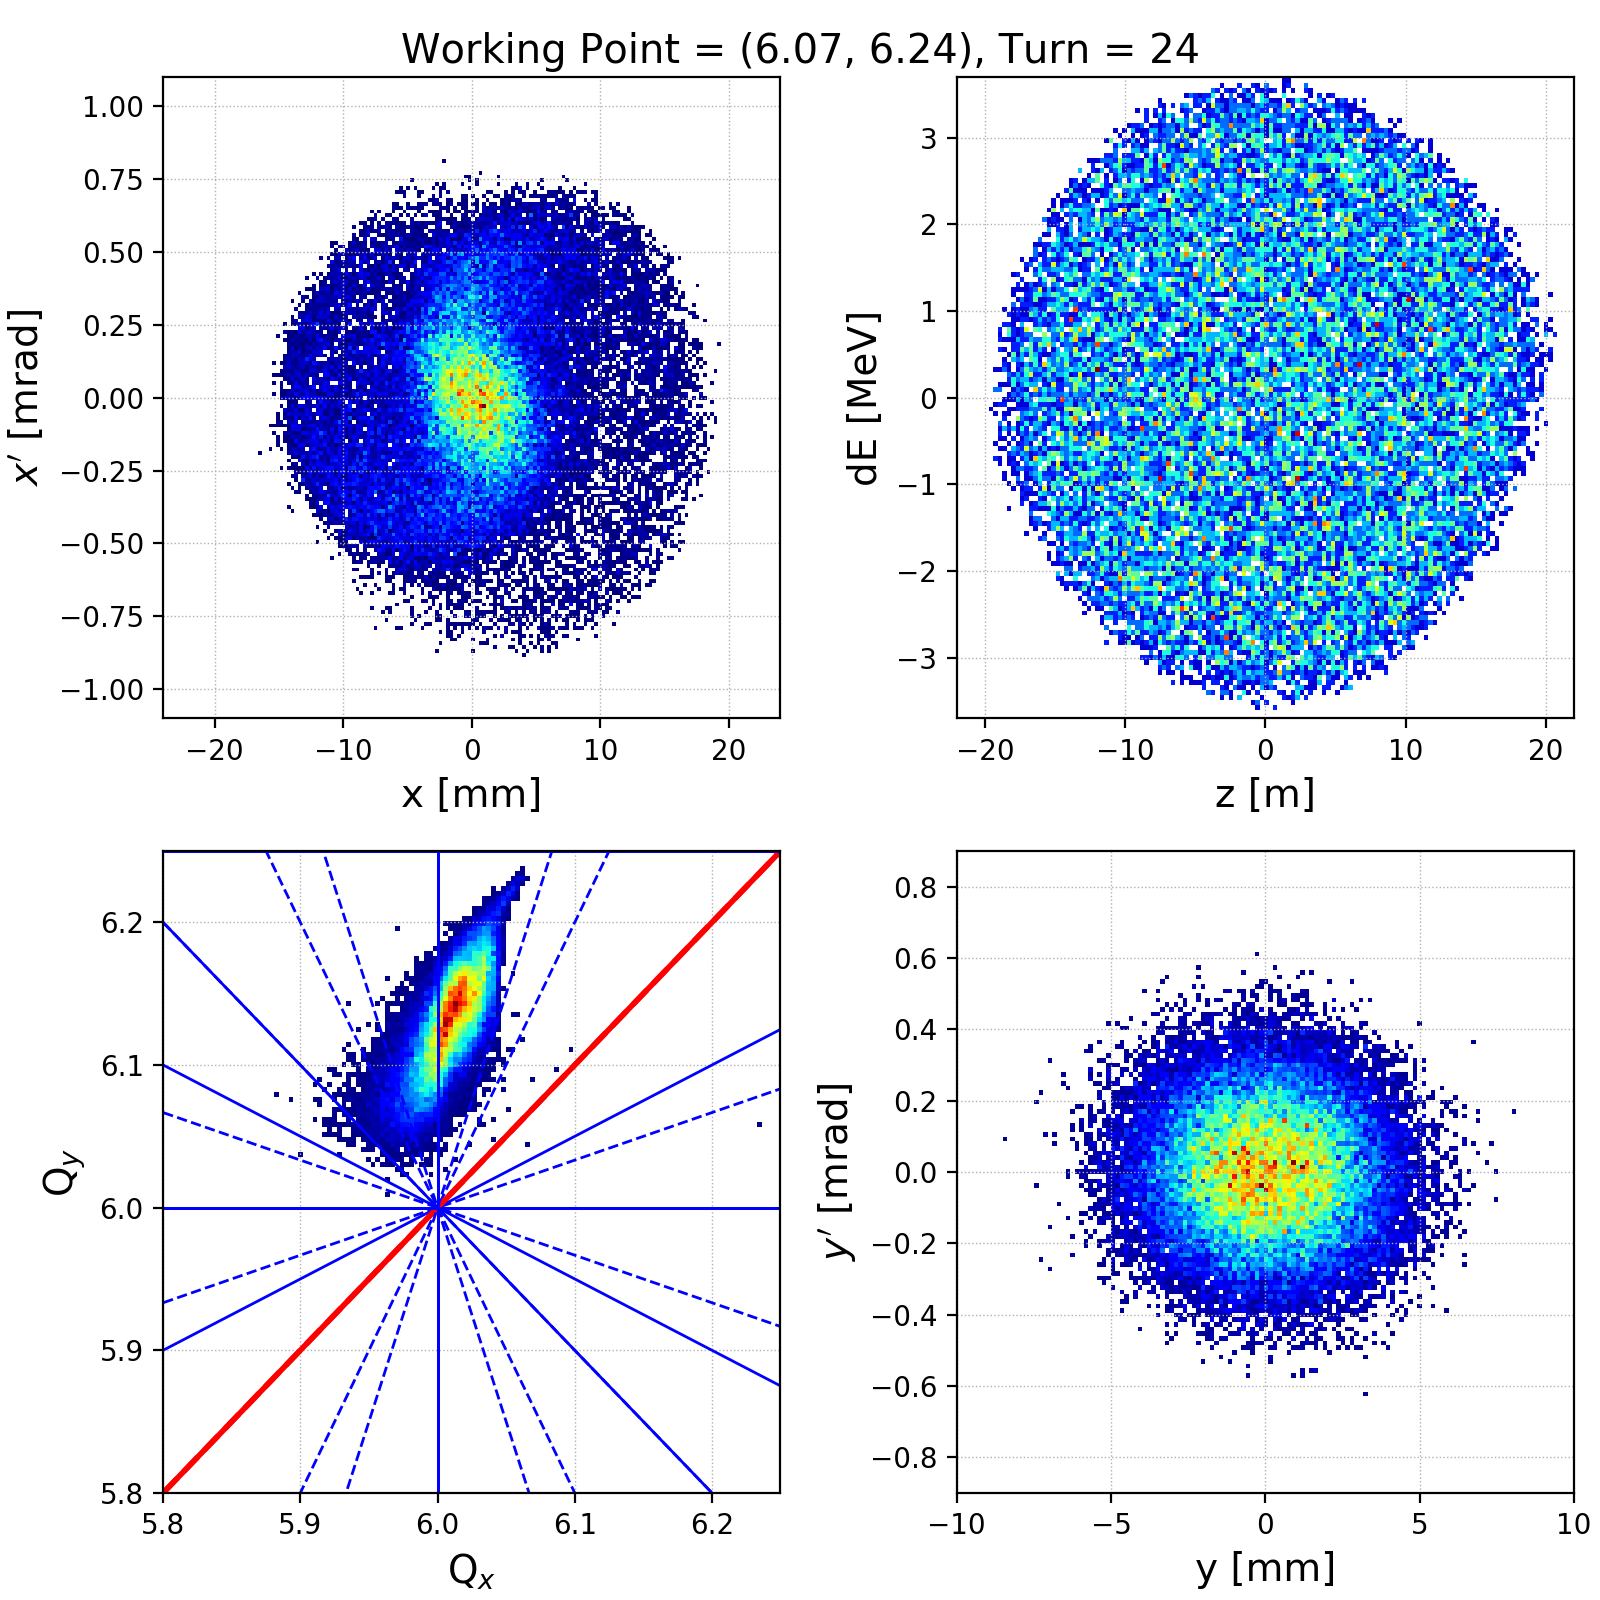 Working Point = (6.07, 6.24), Turn = 24
1.00
0.75
0.50
0.25
0.00
−0.25
−0.50
−0.75
−1.00
x′ [mrad]
−20 −10 0 10 20
x [mm]
3
2
1
0
−1
−2
−3
dE [MeV]
−20 −10 0 10 20
z [m]
6.2
6.1
6.0
5.9
5.8
Qy
5.8 5.9 6.0 6.1 6.2
Qx
0.8
0.6
0.4
0.2
0.0
−0.2
−0.4
−0.6
−0.8
y′ [mrad]
−10 −5 0 5 10
y [mm]